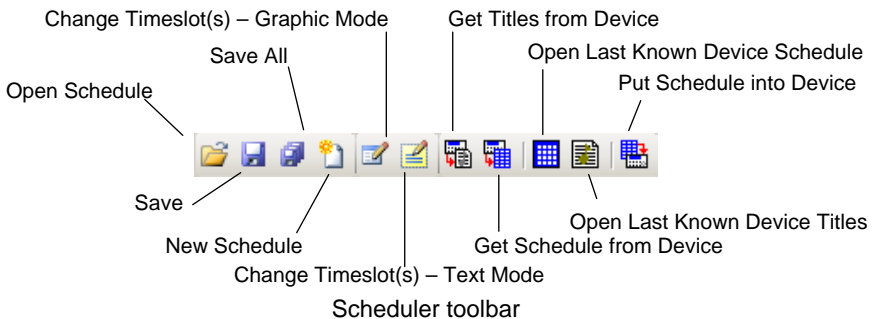 Change Timeslot(s) – Graphic Mode
Get Titles from Device
Save All
Open Last Known Device Schedule
Open Schedule
Put Schedule into Device
Save
Open Last Known Device Titles
New Schedule
Get Schedule from Device
Change Timeslot(s) – Text Mode
Scheduler toolbar